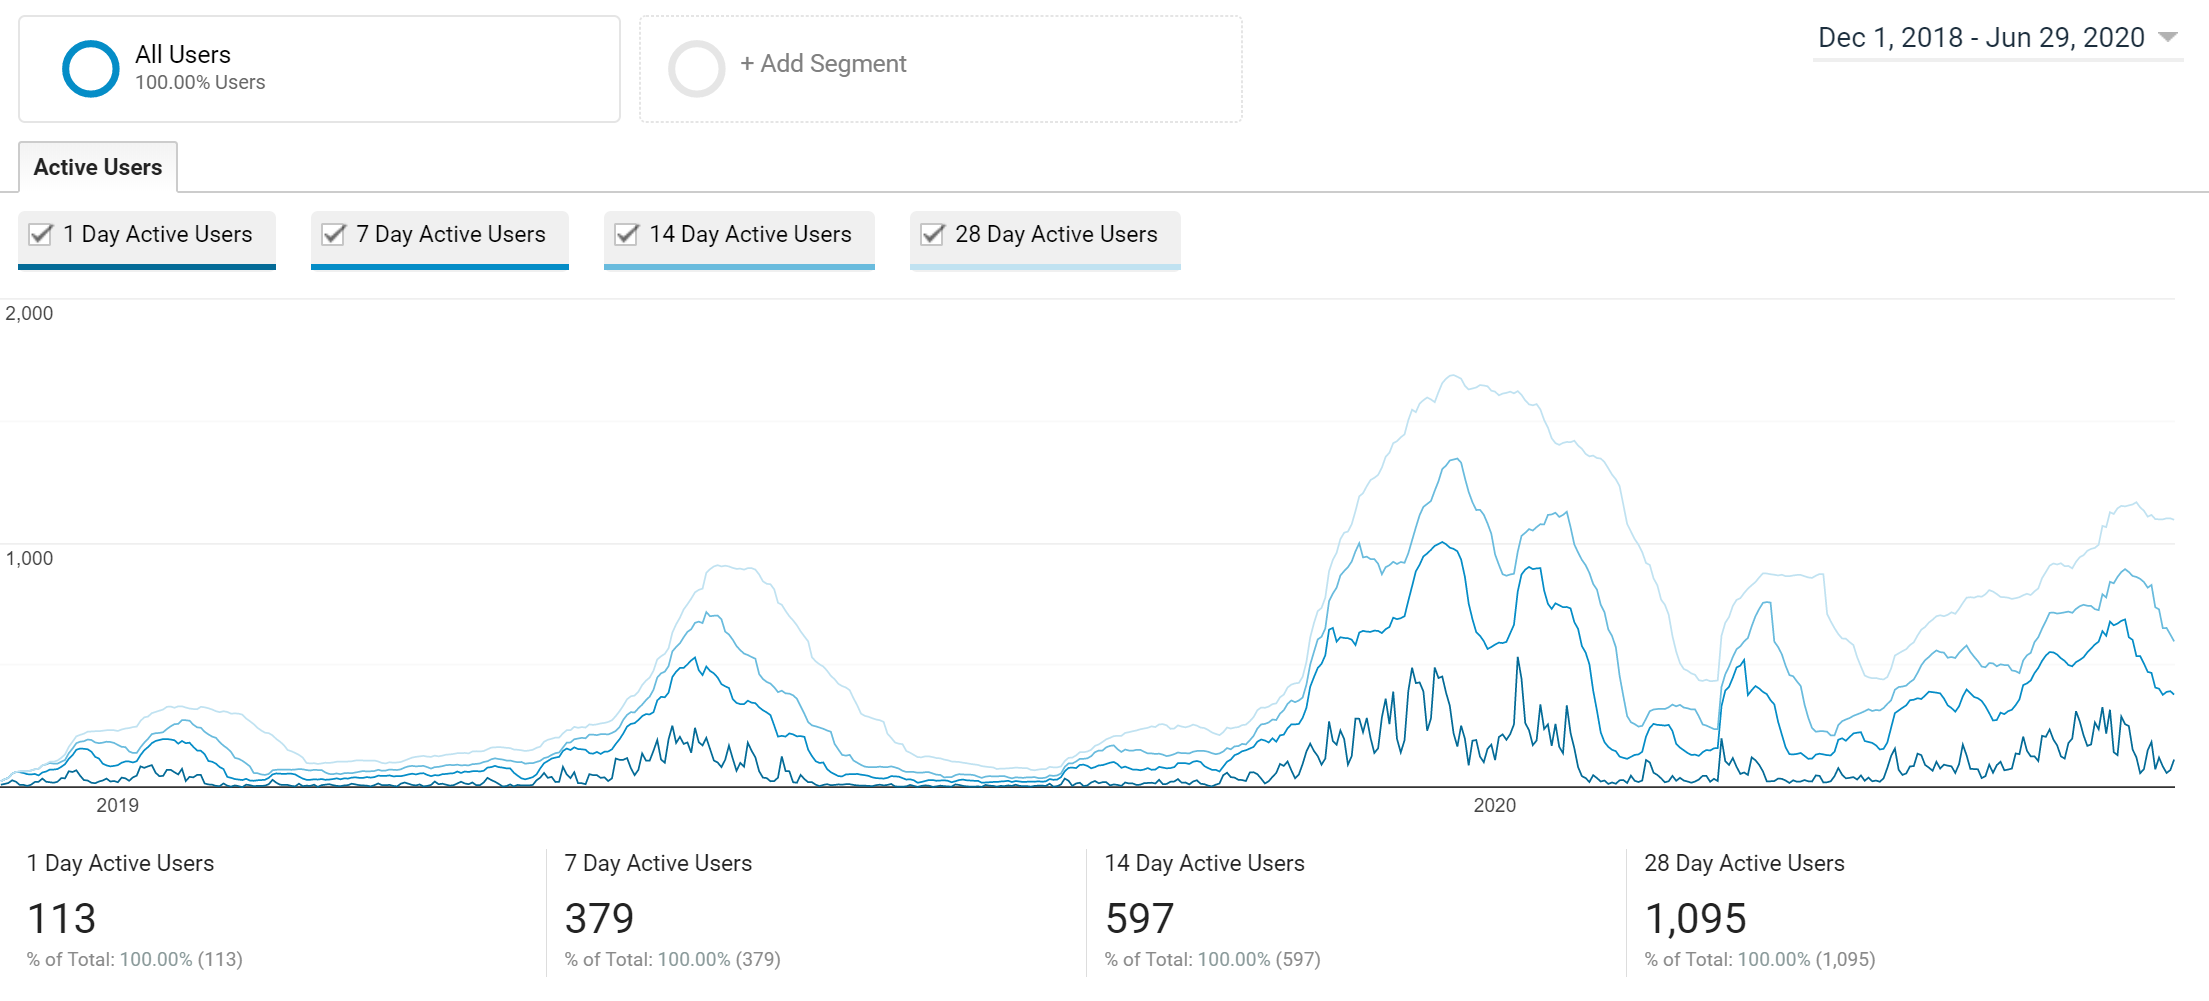 All Users
100.00% Users
+ Add Segment
Dec 1, 2018 - Jun 29, 2020
Active Users
1 Day Active Users
7 Day Active Users
14 Day Active Users
28 Day Active Users
2,000
1,000
2019
2020
1 Day Active Users
113
% of Total: 100.00% (113)
7 Day Active Users
379
% of Total: 100.00% (379)
14 Day Active Users
597
% of Total: 100.00% (597)
28 Day Active Users
1,095
% of Total: 100.00% (1,095)